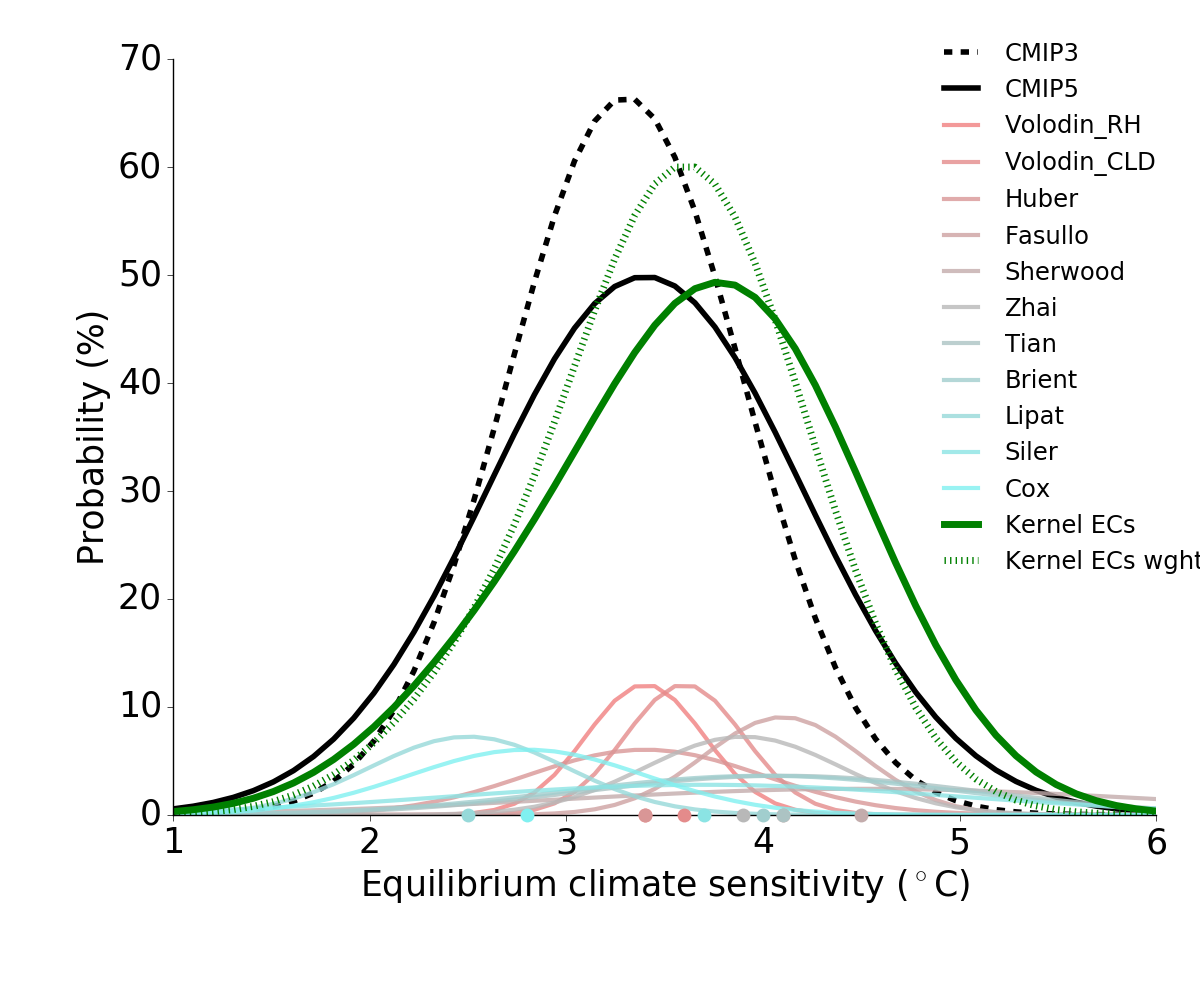 70
60
50
40
30
20
10
0
Probability (%)
1 2 3 4 5 6
Equilibrium climate sensitivity (°C)
CMIP3
CMIP5
Volodin_RH
Volodin_CLD
Huber
Fasullo
Sherwood
Zhai
Tian
Brient
Lipat
Siler
Cox
Kernel ECs
Kernel ECs wght